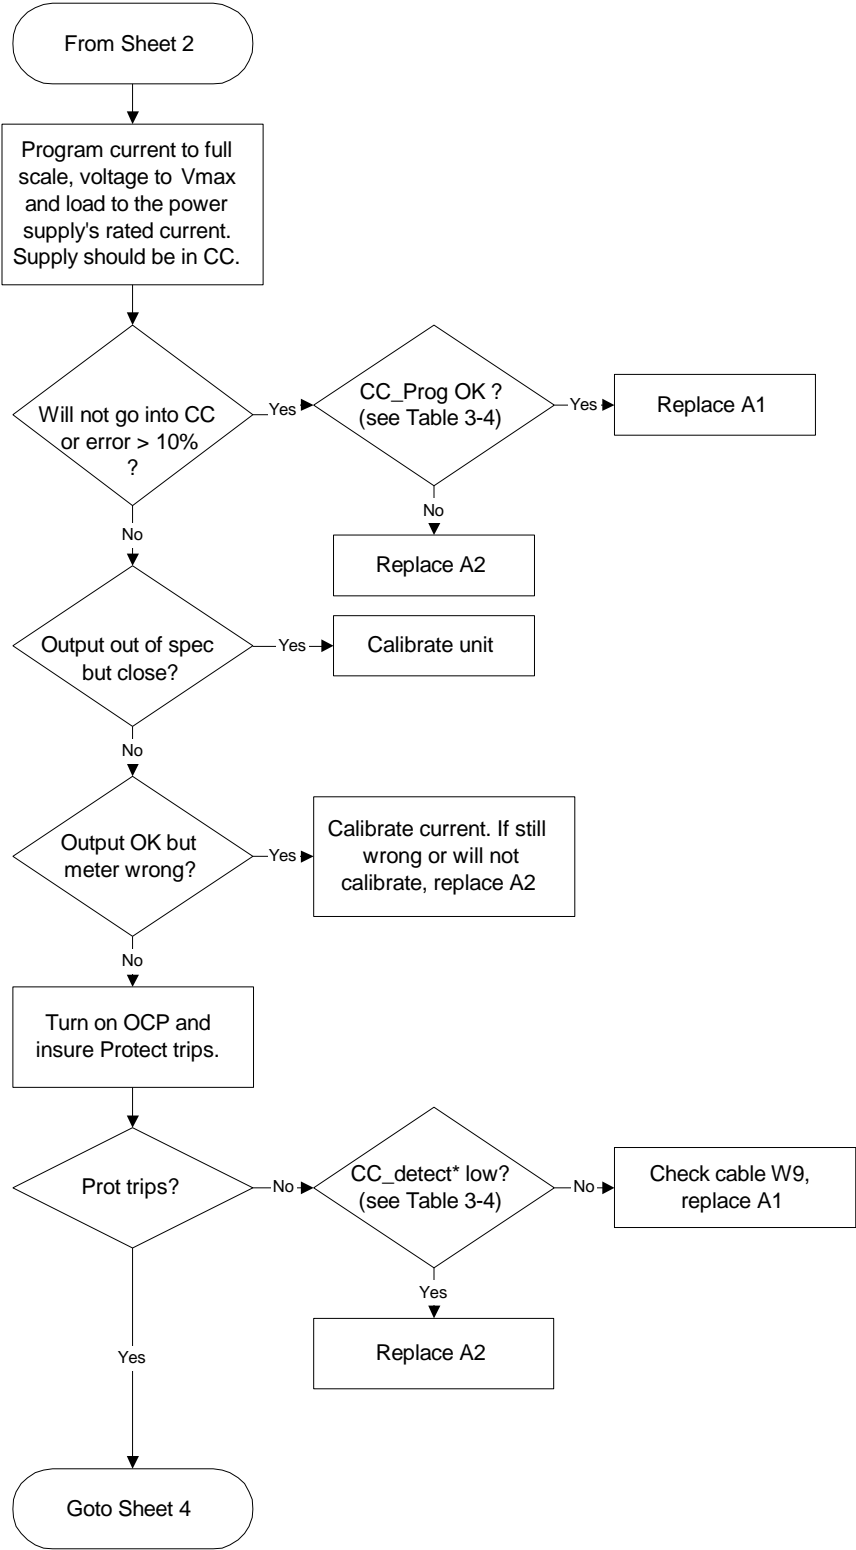 From Sheet 2
Program current to full
scale, voltage to Vmax
and load to the power
supply's rated current.
Supply should be in CC.
Will not go into CC
or error > 10%
?
Yes
CC_Prog OK ?
(see Table 3-4)
Yes
Replace A1
No
Replace A2
No
Output out of spec
but close?
Yes
Calibrate unit
No
Output OK but
meter wrong?
Yes
Calibrate current. If still
wrong or will not
calibrate, replace A2
No
Turn on OCP and
insure Protect trips.
Prot trips?
No
CC_detect* low?
(see Table 3-4)
No
Check cable W9,
replace A1
Yes
Replace A2
Yes
Goto Sheet 4